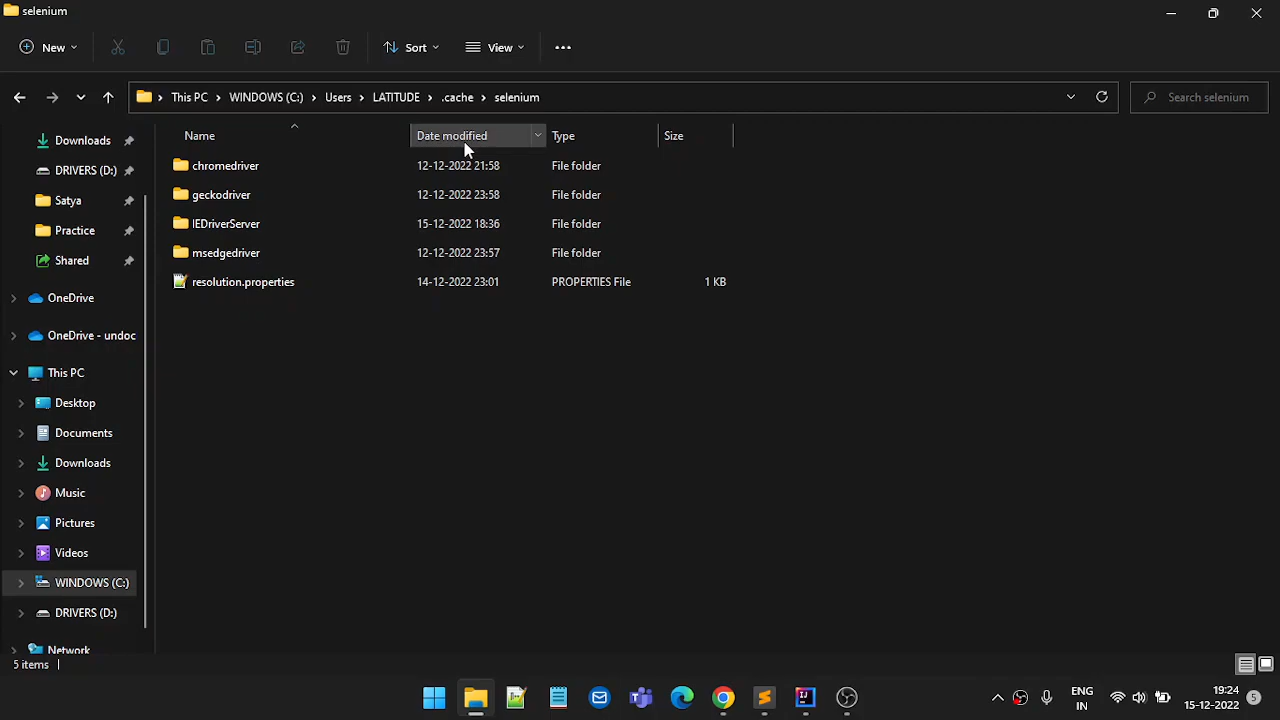 selenium
New Sort View
This PC WINDOWS (C:) Users LATITUDE .cache selenium Search selenium
Name Date modified Type Size
chromedriver 12-12-2022 21:58 File folder
geckodriver 12-12-2022 23:58 File folder
IEDriverServer 15-12-2022 18:36 File folder
msedgedriver 12-12-2022 23:57 File folder
resolution.properties 14-12-2022 23:01 PROPERTIES File 1 KB
Downloads
DRIVERS (D:)
Satya
Practice
Shared
OneDrive
OneDrive - undoc
This PC
Desktop
Documents
Downloads
Music
Pictures
Videos
WINDOWS (C:)
DRIVERS (D:)
Network
5 items
ENG
IN
19:24
15-12-2022
5